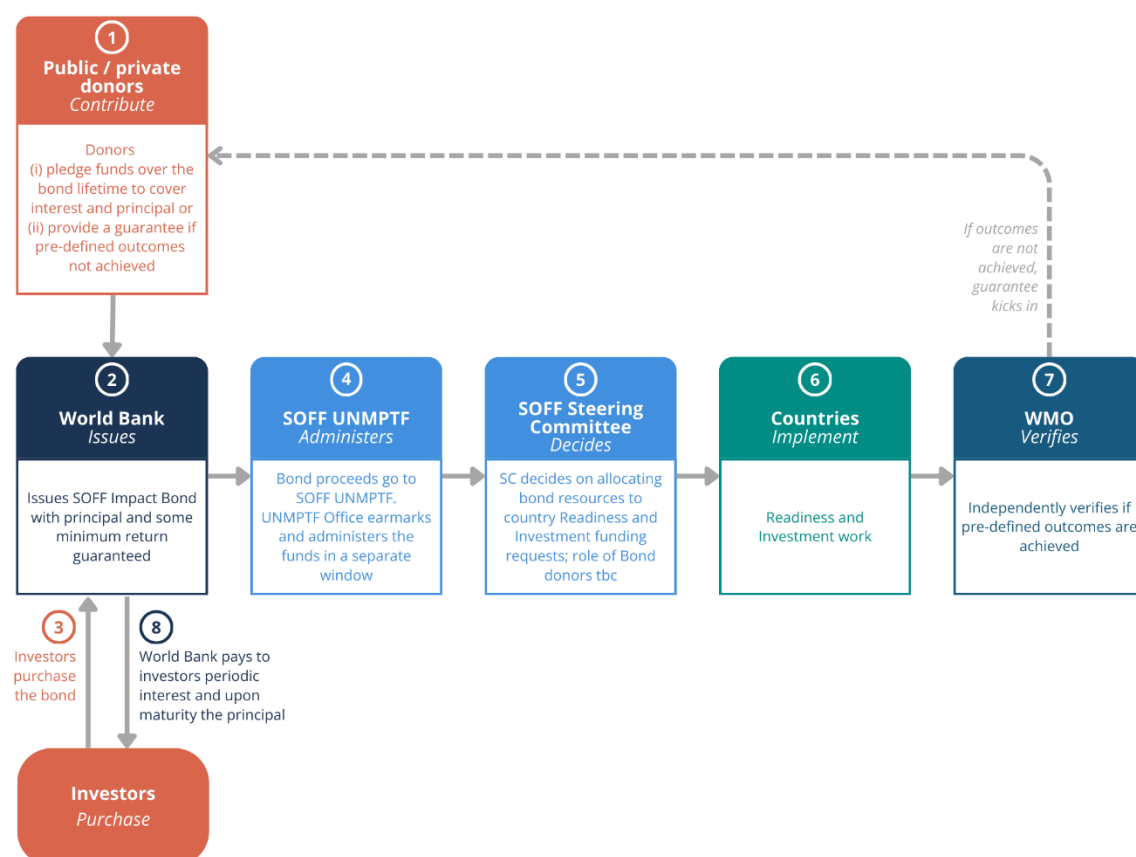 1
Public / private
donors
Contribute
Donors
(i) pledge funds over the
bond lifetime to cover
interest and principal or
(ii) provide a guarantee if
pre-defined outcomes
not achieved
If outcomes
are not
achieved,
guarantee
kicks in
2
World Bank
Issues
Issues SOFF Impact Bond
with principal and some
minimum return
guaranteed
4
SOFF UNMPTF
Administers
Bond proceeds go to
SOFF UNMPTF.
UNMPTF Office earmarks
and administers the
funds in a separate
window
5
SOFF Steering
Committee
Decides
SC decides on allocating
bond resources to
country Readiness and
Investment funding
requests; role of Bond
donors tbc
6
Countries
Implement
Readiness and
Investment work
7
WMO
Verifies
Independently verifies if
pre-defined outcomes are
achieved
3
Investors
purchase
the bond
8
World Bank pays to
investors periodic
interest and upon
maturity the principal
Investors
Purchase